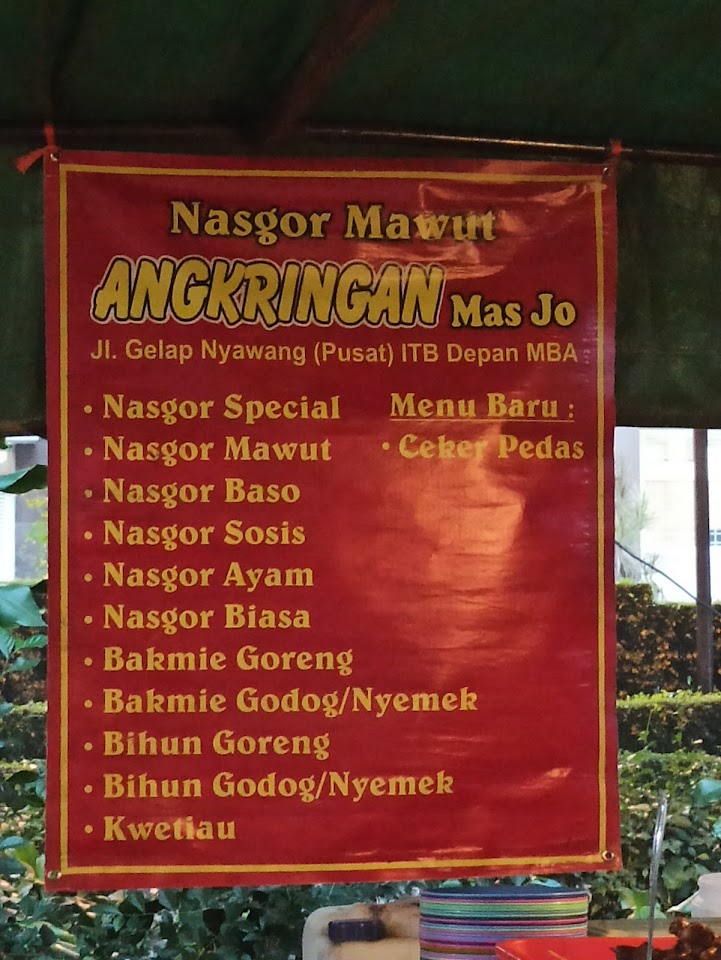 Nasgor Mawut
ANGKRINGAN Mas Jo
Jl. Gelap Nyawang (Pusat) ITB Depan MBA
• Nasgor Special
• Nasgor Mawut
• Nasgor Baso
• Nasgor Sosis
• Nasgor Ayam
• Nasgor Biasa
• Bakmie Goreng
• Bakmie Godog/Nyemek
• Bihun Goreng
• Bihun Godog/Nyemek
• Kwetiau
Menu Baru :
• Ceker Pedas